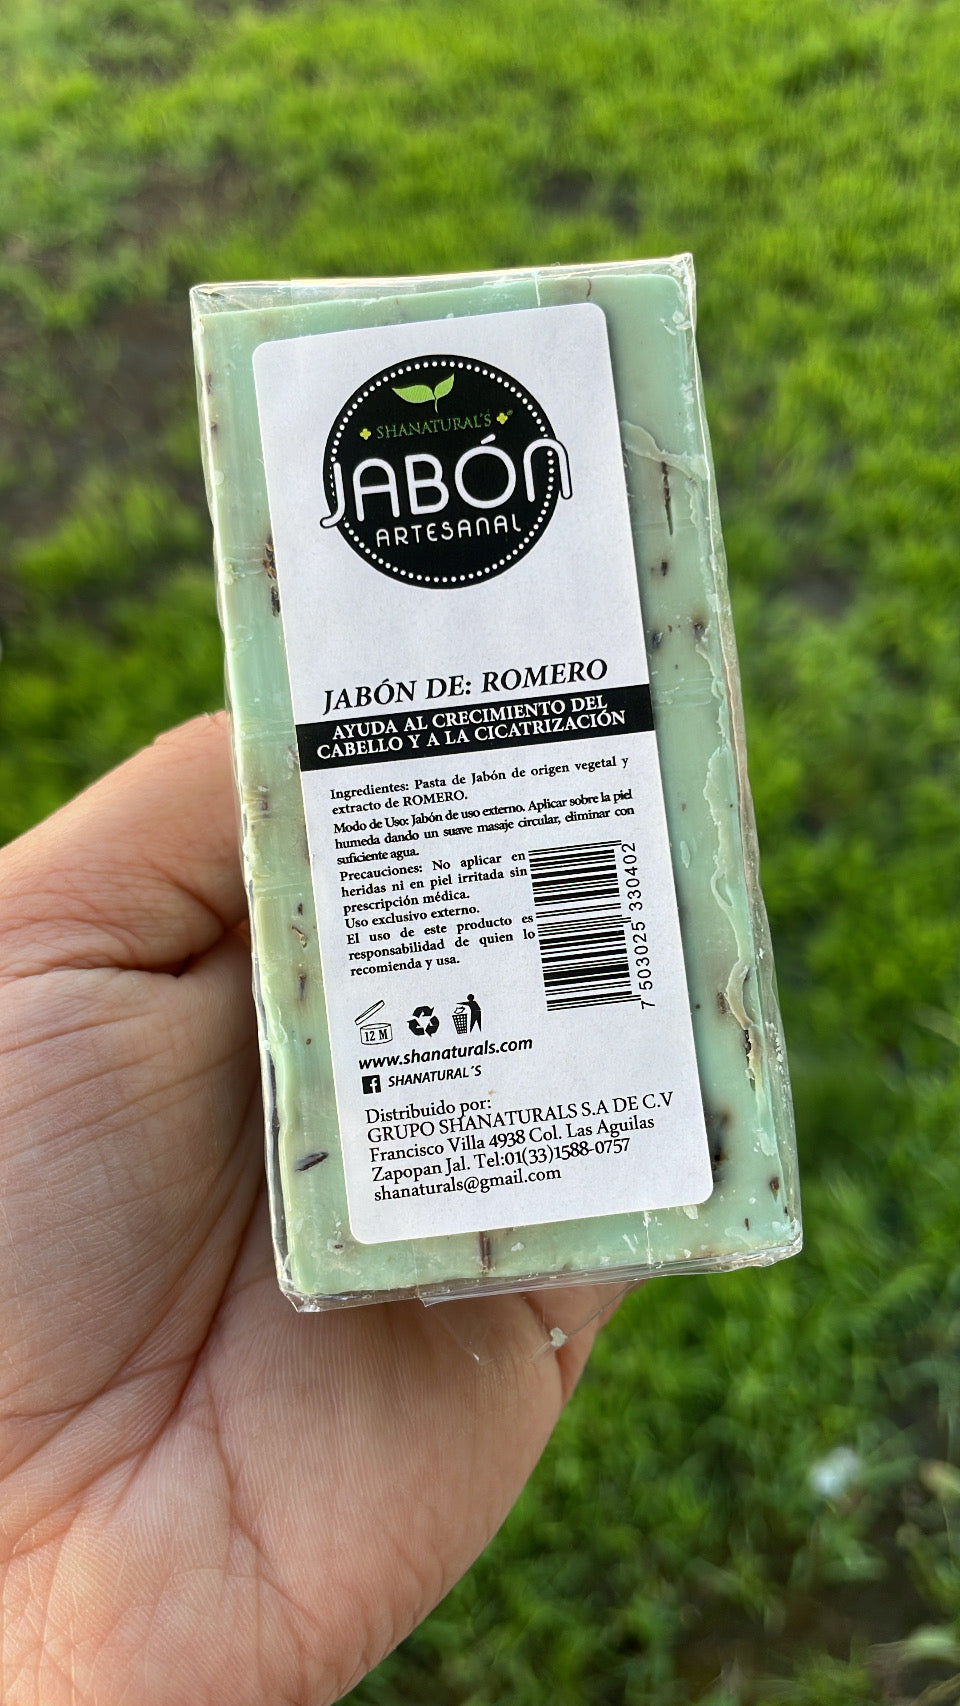 SHANATURAL'S
JABÓN
ARTESANAL
JABÓN DE: ROMERO
AYUDA AL CRECIMIENTO DEL
CABELLO Y A LA CICATRIZACIÓN
Ingredientes: Pasta de Jabón de origen vegetal y
extracto de ROMERO.
Modo de Uso: Jabón de uso externo. Aplicar sobre la piel
humeda dando un suave masaje circular, eliminar con
suficiente agua.
Precauciones: No aplicar en
heridas ni en piel irritada sin
prescripción médica.
Uso exclusivo externo.
El uso de este producto es
responsabilidad de quien lo
recomienda y usa.
7 503025 330402
12 M
www.shanaturals.com
f SHANATURAL´S
Distribuido por:
GRUPO SHANATURALS S.A DE C.V
Francisco Villa 4938 Col. Las Aguilas
Zapopan Jal. Tel:01(33)1588-0757
shanaturals@gmail.com